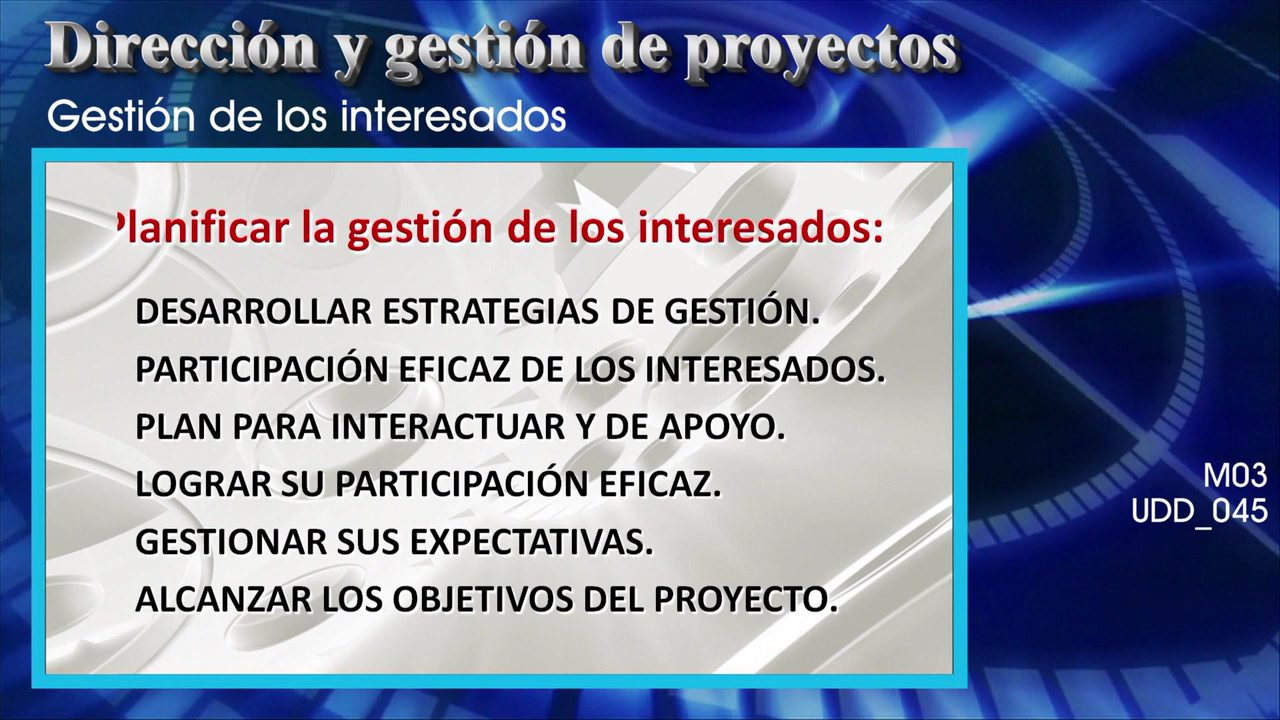 Dirección y gestión de proyectos
Gestión de los interesados
Planificar la gestión de los interesados:
DESARROLLAR ESTRATEGIAS DE GESTIÓN.
PARTICIPACIÓN EFICAZ DE LOS INTERESADOS.
PLAN PARA INTERACTUAR Y DE APOYO.
LOGRAR SU PARTICIPACIÓN EFICAZ.
GESTIONAR SUS EXPECTATIVAS.
ALCANZAR LOS OBJETIVOS DEL PROYECTO.
M03
UDD_045